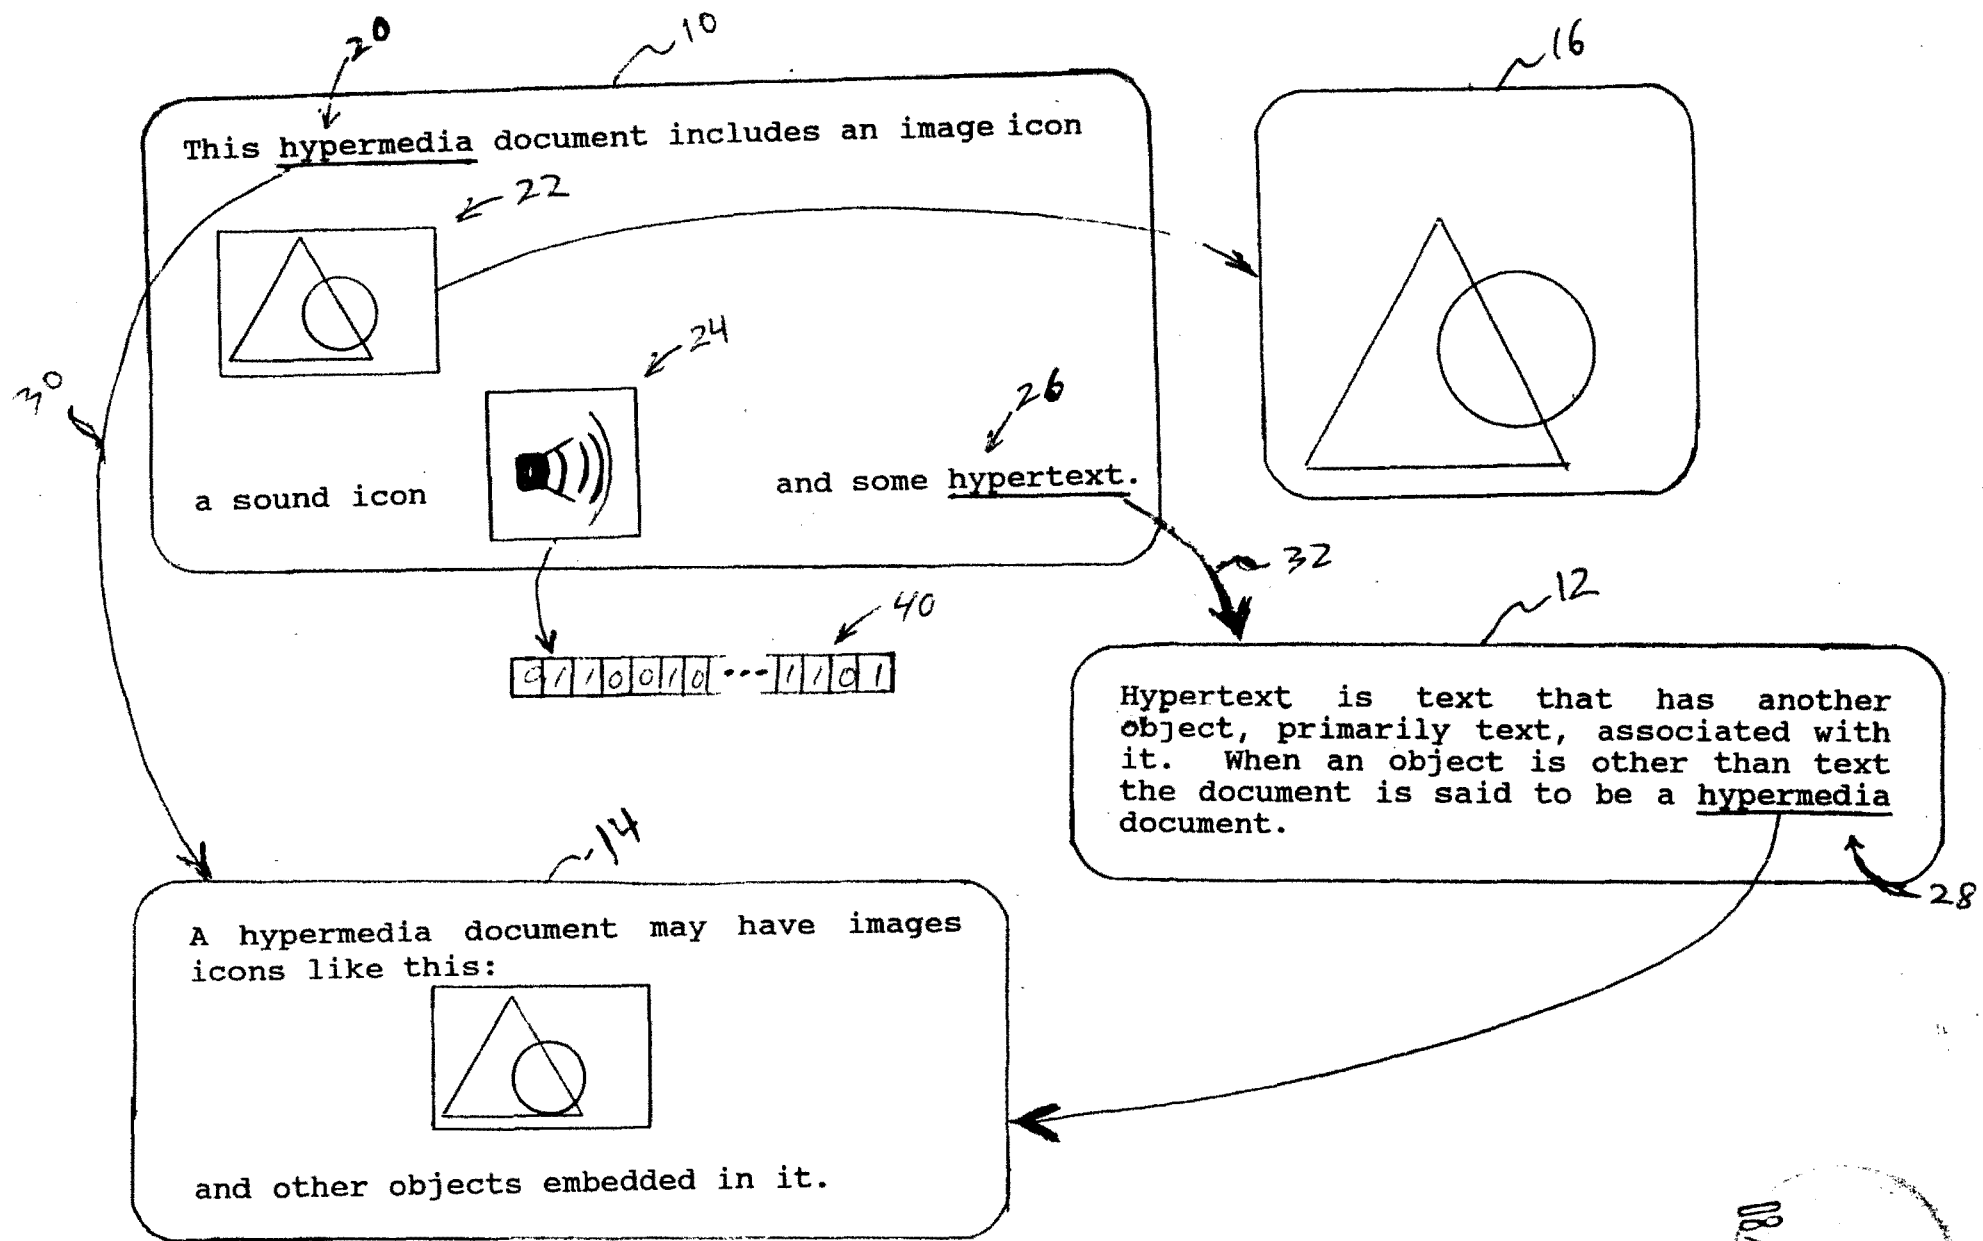 20
10
16
This hypermedia document includes an image icon
22
24
30
26
a sound icon
and some hypertext.
32
12
40
0110010...1101
Hypertext is text that has another
object, primarily text, associated with
it. When an object is other than text
the document is said to be a hypermedia
document.
28
14
A hypermedia document may have images
icons like this:
and other objects embedded in it.